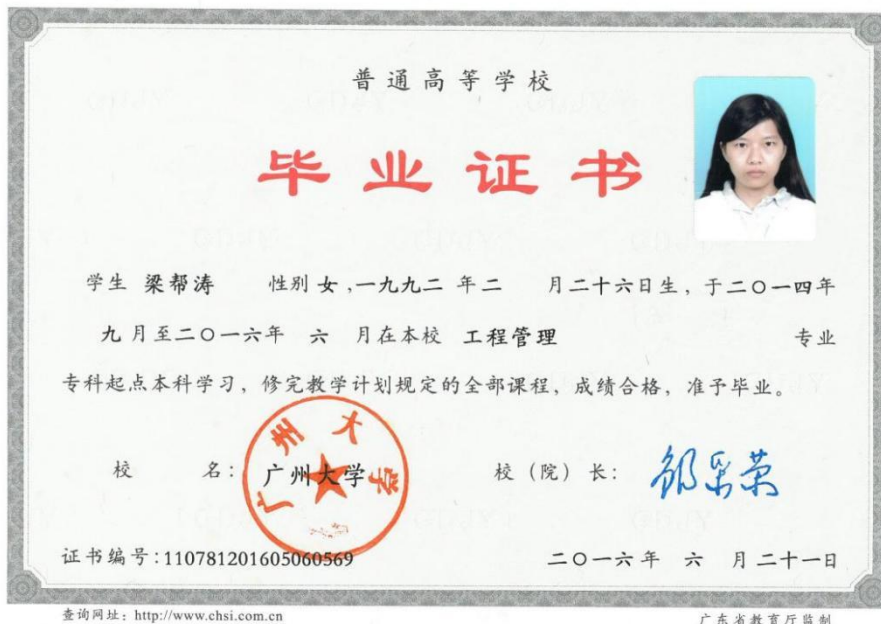 普通高等学校
毕业证书
学生 梁帮涛 性别 女，一九九二 年 二 月二十六日生，于二〇一四年
九 月至二〇一六年 六 月在本校 工程管理 专业
专科起点本科学习，修完教学计划规定的全部课程，成绩合格，准予毕业。
广州大学
校 名： 广州大学 校（院）长：
证书编号：110781201605060569 二〇一六年 六 月二十一日
查询网址：http://www.chsi.com.cn 广东省教育厅监制